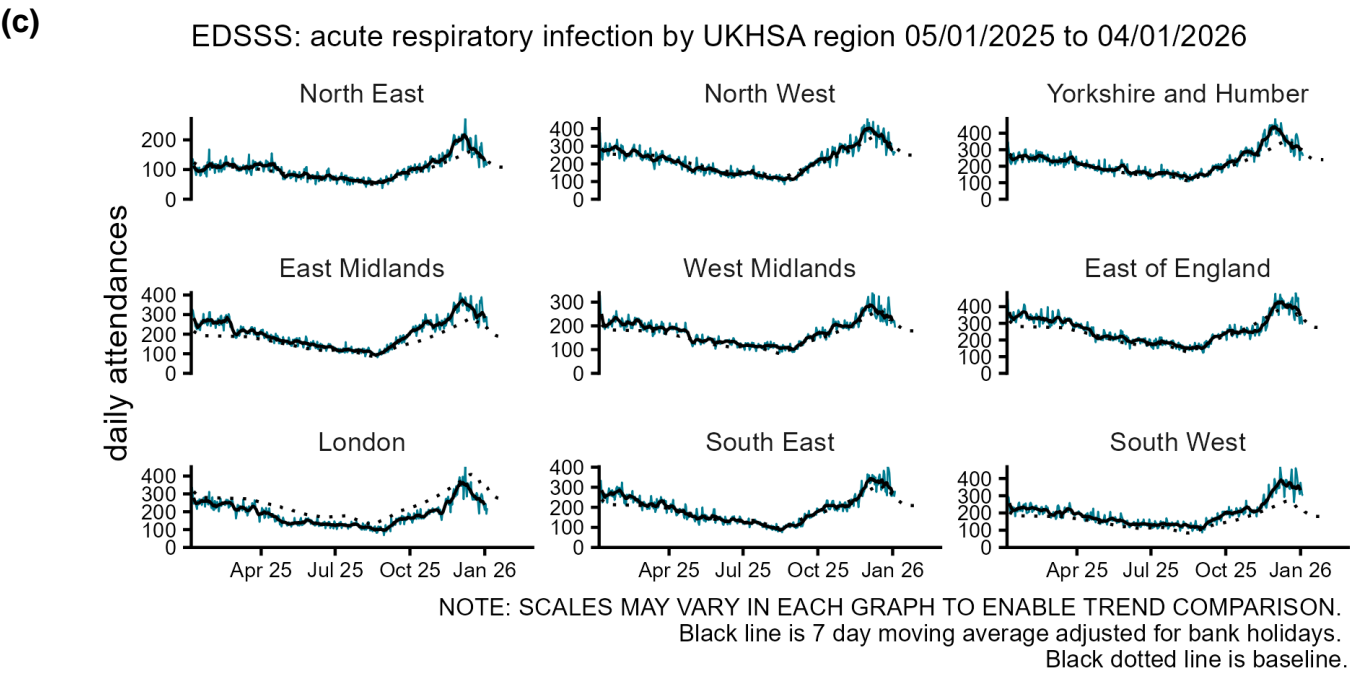 (c)
EDSSS: acute respiratory infection by UKHSA region 05/01/2025 to 04/01/2026
daily attendances
North East
200
100
0
North West
400
300
200
100
0
Yorkshire and Humber
400
300
200
100
0
East Midlands
400
300
200
100
0
West Midlands
300
200
100
0
East of England
400
300
200
100
0
London
400
300
200
100
0
Apr 25 Jul 25 Oct 25 Jan 26
South East
400
300
200
100
0
Apr 25 Jul 25 Oct 25 Jan 26
South West
400
300
200
100
0
Apr 25 Jul 25 Oct 25 Jan 26
NOTE: SCALES MAY VARY IN EACH GRAPH TO ENABLE TREND COMPARISON.
Black line is 7 day moving average adjusted for bank holidays.
Black dotted line is baseline.